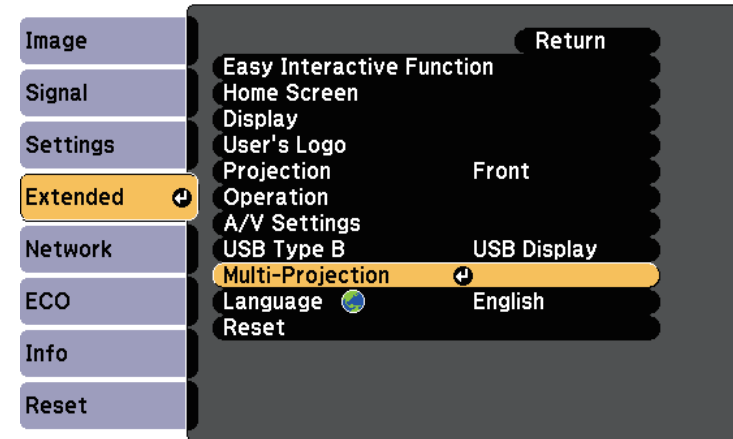 Image
Signal
Settings
Extended
Network
ECO
Info
Reset
Return
Easy Interactive Function
Home Screen
Display
User's Logo
Projection Front
Operation
A/V Settings
USB Type B USB Display
Multi-Projection
Language English
Reset